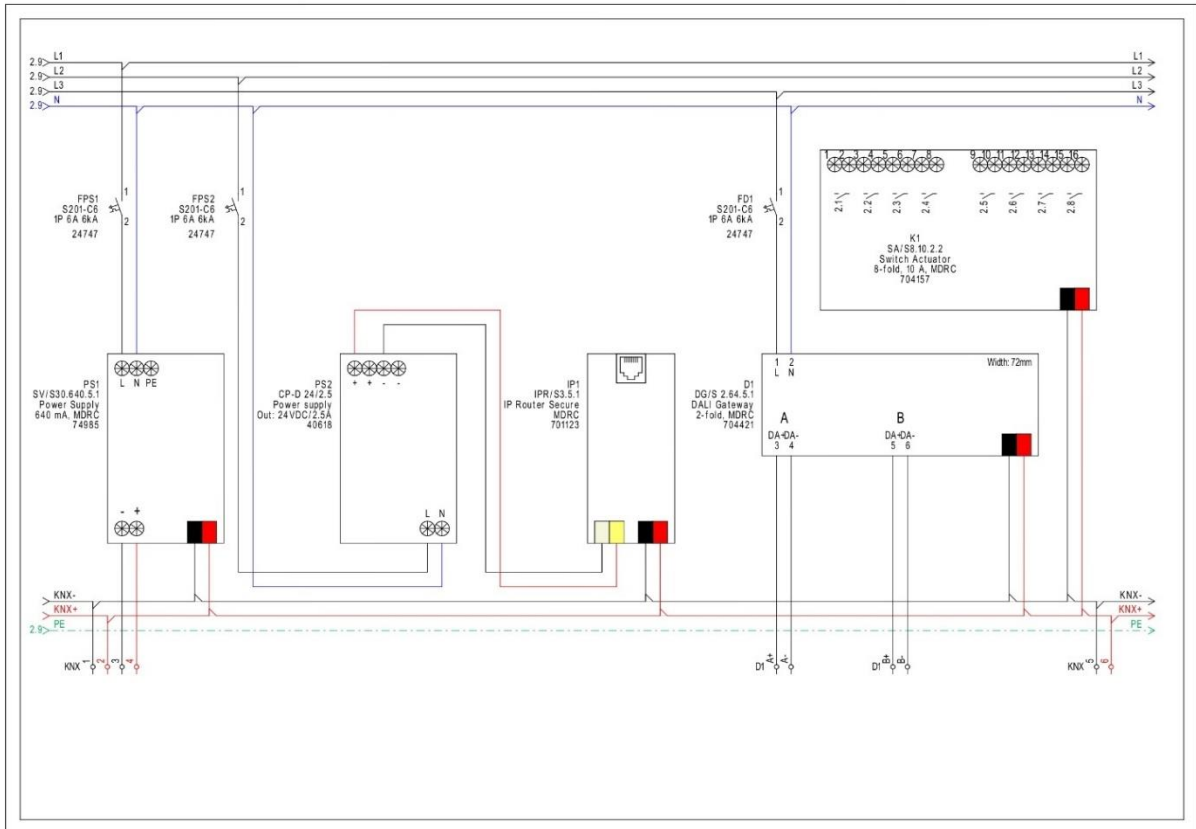 2.9 L1 L1
2.9 L2 L2
L3 L3
2.9 N N
1 2 3 4 5 6 7 8 9 10 11 12 13 14 15 16
2.1 2.2 2.3 2.4 2.5 2.6 2.7 2.8
K1
SA/S8.10.2.2
Switch Actuator
8-fold, 10 A, MDRC
704157
FPS1
S201-C6
1P 6A 6kA
24747
1
2
FPS2
S201-C6
1P 6A 6kA
24747
1
2
FD1
S201-C6
1P 6A 6kA
24747
1
2
L N PE
PS1
SV/S30.640.5.1
Power Supply
640 mA, MDRC
74985
- +
+ + - -
PS2
CP-D 24/2.5
Power supply
Out: 24VDC/2.5A
40618
L N
IP1
IPR/S3.5.1
IP Router Secure
MDRC
701123
1 2
L N
Width: 72mm
D1
DG/S 2.64.5.1
DALI Gateway
2-fold, MDRC
704421
A B
DA+ DA- DA+ DA-
3 4 5 6
KNX- KNX-
KNX+ KNX+
2.9 PE PE
KNX 1 2 3 4
D1 A+ A-
D1 B+ B-
KNX 5 6